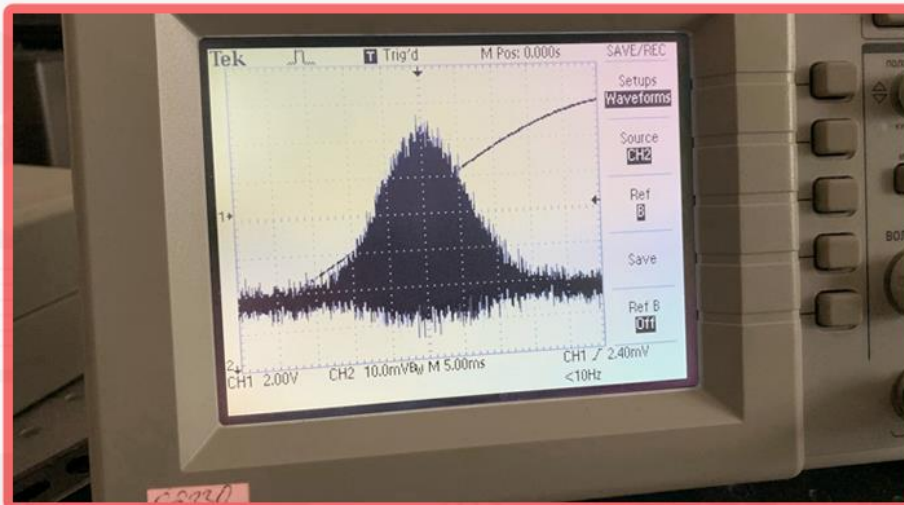 Tek T Trig'd M Pos: 0.000s SAVE/REC
Setups
Waveforms
Source
CH2
Ref
B
Save
Ref B
Off
1
2
CH1 2.00V CH2 10.0mVBW M 5.00ms CH1 / 2.40mV
<10Hz